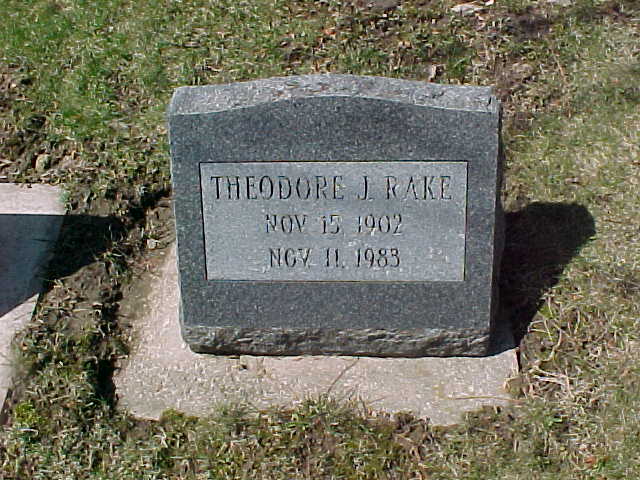 THEODORE J. RAKE
NOV. 15, 1902
NOV. 11, 1983